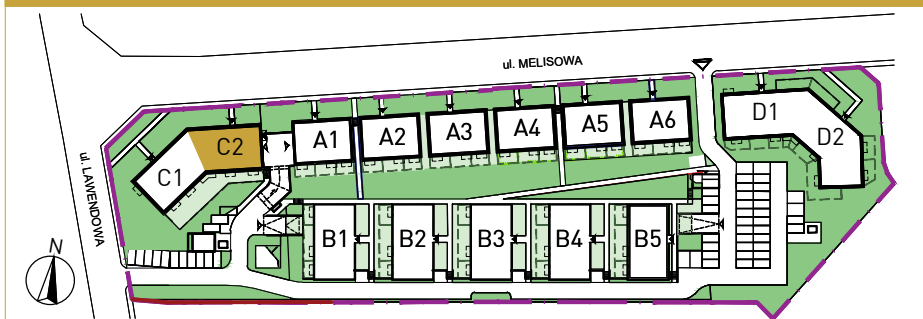 ul. MELISOWA
D1
D2
A1
A2
A3
A4
A5
A6
C2
C1
ul. LAWENDOWA
B1
B2
B3
B4
B5
N